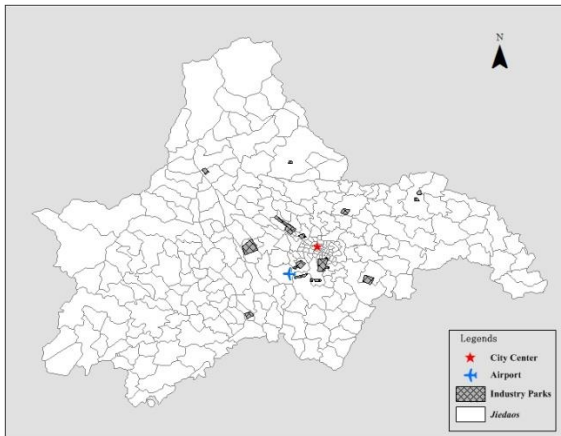 N
Legends
City Center
Airport
Industry Parks
Jiedaos